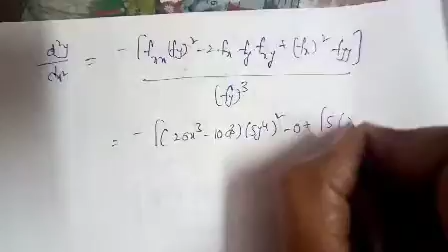 d²y/dx² = -[fₓₓ(fy)² - 2 · fₓ · fy · fₓy + (fₓ)² · fyy] / (fy)³
= -[(20x³ - 10a³)(5y⁴)² - 0 + [5(